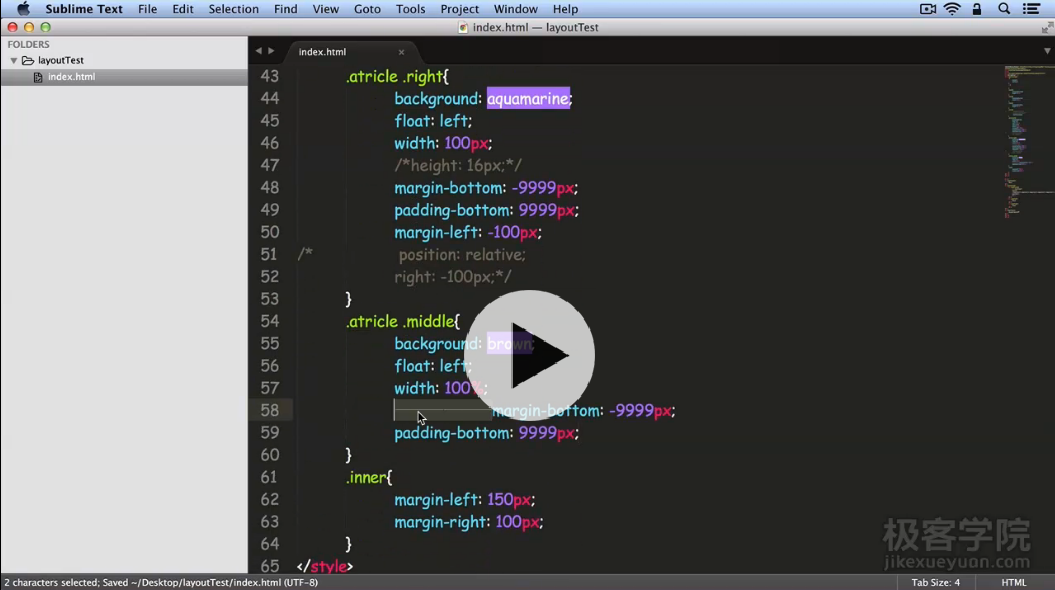 Sublime Text File Edit Selection Find View Goto Tools Project Window Help
index.html — layoutTest
FOLDERS
layoutTest
index.html
index.html
43 .atricle .right{
44 background: aquamarine;
45 float: left;
46 width: 100px;
47 /*height: 16px;*/
48 margin-bottom: -9999px;
49 padding-bottom: 9999px;
50 margin-left: -100px;
51 /* position: relative;
52 right: -100px;*/
53 }
54 .atricle .middle{
55 background: brown;
56 float: left;
57 width: 100%;
58 margin-bottom: -9999px;
59 padding-bottom: 9999px;
60 }
61 .inner{
62 margin-left: 150px;
63 margin-right: 100px;
64 }
65 </style>
极客学院
jikexueyuan.com
2 characters selected; Saved ~/Desktop/layoutTest/index.html (UTF-8) Tab Size: 4 HTML